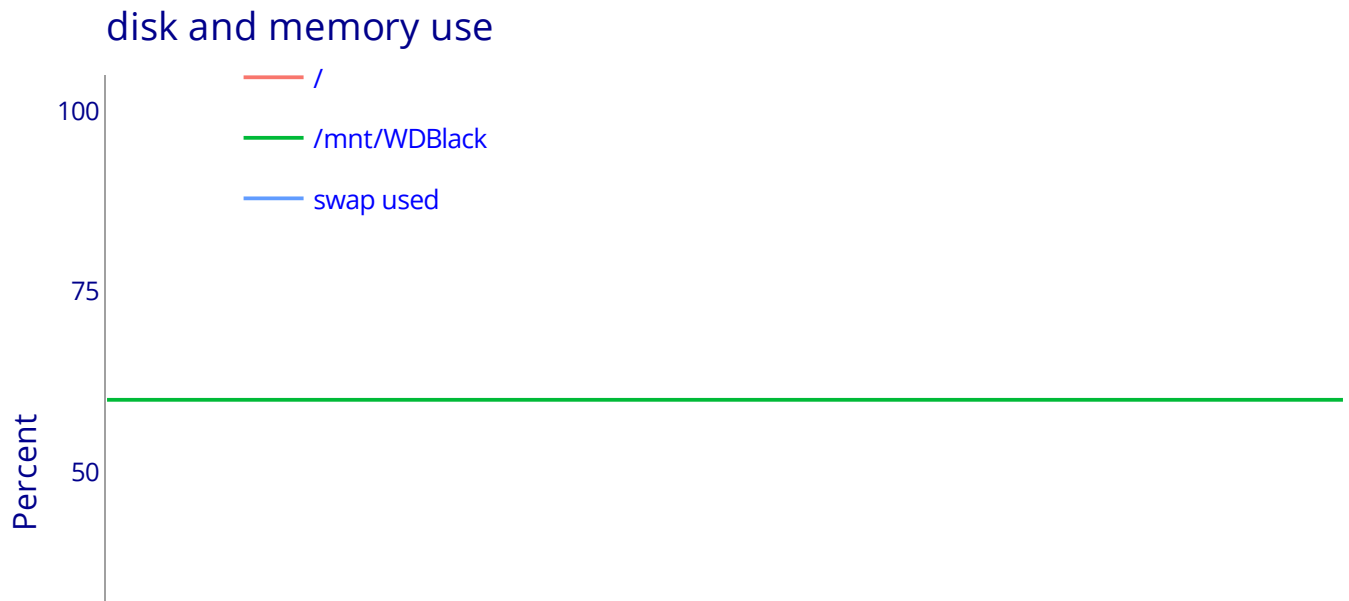 disk and memory use
/
/mnt/WDBlack
swap used
100
75
50
Percent